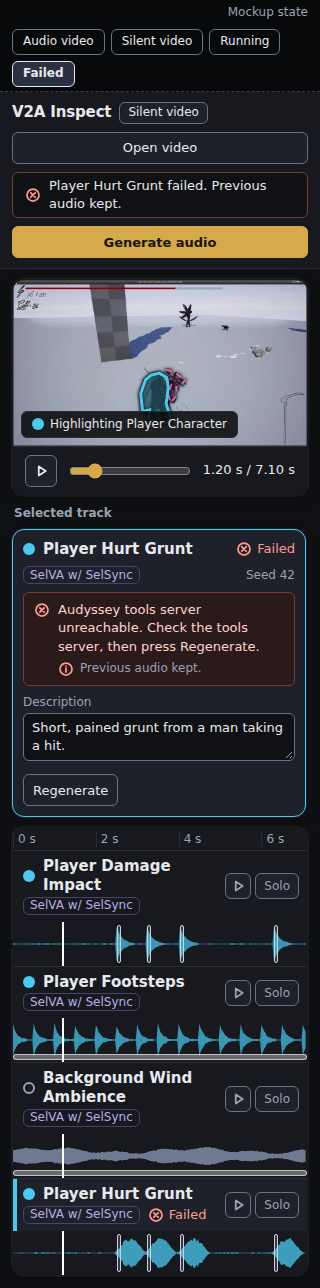 Mockup state
Audio video
Silent video
Running
Failed
V2A Inspect
Silent video
Open video
Player Hurt Grunt failed. Previous
audio kept.
Generate audio
Highlighting Player Character
1.20 s / 7.10 s
Selected track
Player Hurt Grunt
Failed
SelVA w/ SelSync
Seed 42
Audyssey tools server
unreachable. Check the tools
server, then press Regenerate.
Previous audio kept.
Description
Short, pained grunt from a man taking
a hit.
Regenerate
0 s
2 s
4 s
6 s
Player Damage
Impact
SelVA w/ SelSync
Solo
Player Footsteps
SelVA w/ SelSync
Solo
Background Wind
Ambience
SelVA w/ SelSync
Solo
Player Hurt Grunt
SelVA w/ SelSync
Failed
Solo